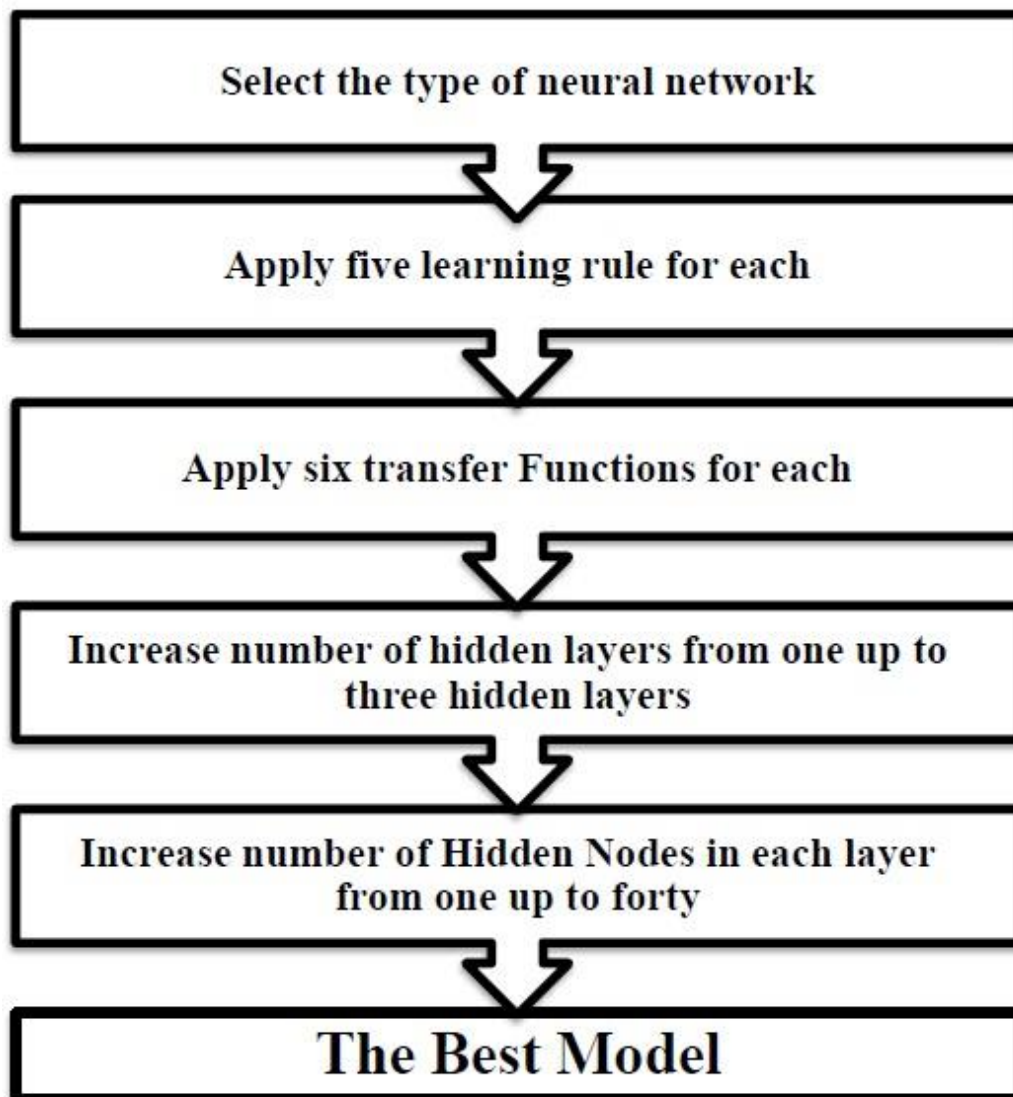 Select the type of neural network
Apply five learning rule for each
Apply six transfer Functions for each
Increase number of hidden layers from one up to
three hidden layers
Increase number of Hidden Nodes in each layer
from one up to forty
The Best Model